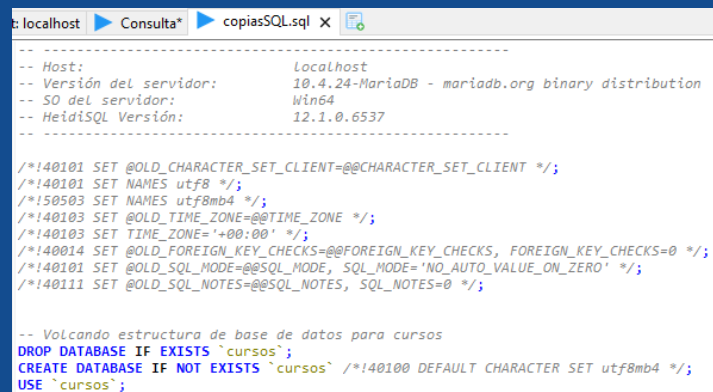 t: localhost Consulta* copiasSQL.sql
-- --------------------------------------------------------
-- Host:                         localhost
-- Versión del servidor:         10.4.24-MariaDB - mariadb.org binary distribution
-- SO del servidor:              Win64
-- HeidiSQL Versión:             12.1.0.6537
-- --------------------------------------------------------
/*!40101 SET @OLD_CHARACTER_SET_CLIENT=@@CHARACTER_SET_CLIENT */;
/*!40101 SET NAMES utf8 */;
/*!50503 SET NAMES utf8mb4 */;
/*!40103 SET @OLD_TIME_ZONE=@@TIME_ZONE */;
/*!40103 SET TIME_ZONE='+00:00' */;
/*!40014 SET @OLD_FOREIGN_KEY_CHECKS=@@FOREIGN_KEY_CHECKS, FOREIGN_KEY_CHECKS=0 */;
/*!40101 SET @OLD_SQL_MODE=@@SQL_MODE, SQL_MODE='NO_AUTO_VALUE_ON_ZERO' */;
/*!40111 SET @OLD_SQL_NOTES=@@SQL_NOTES, SQL_NOTES=0 */;
-- Volcando estructura de base de datos para cursos
DROP DATABASE IF EXISTS `cursos`;
CREATE DATABASE IF NOT EXISTS `cursos` /*!40100 DEFAULT CHARACTER SET utf8mb4 */;
USE `cursos`;